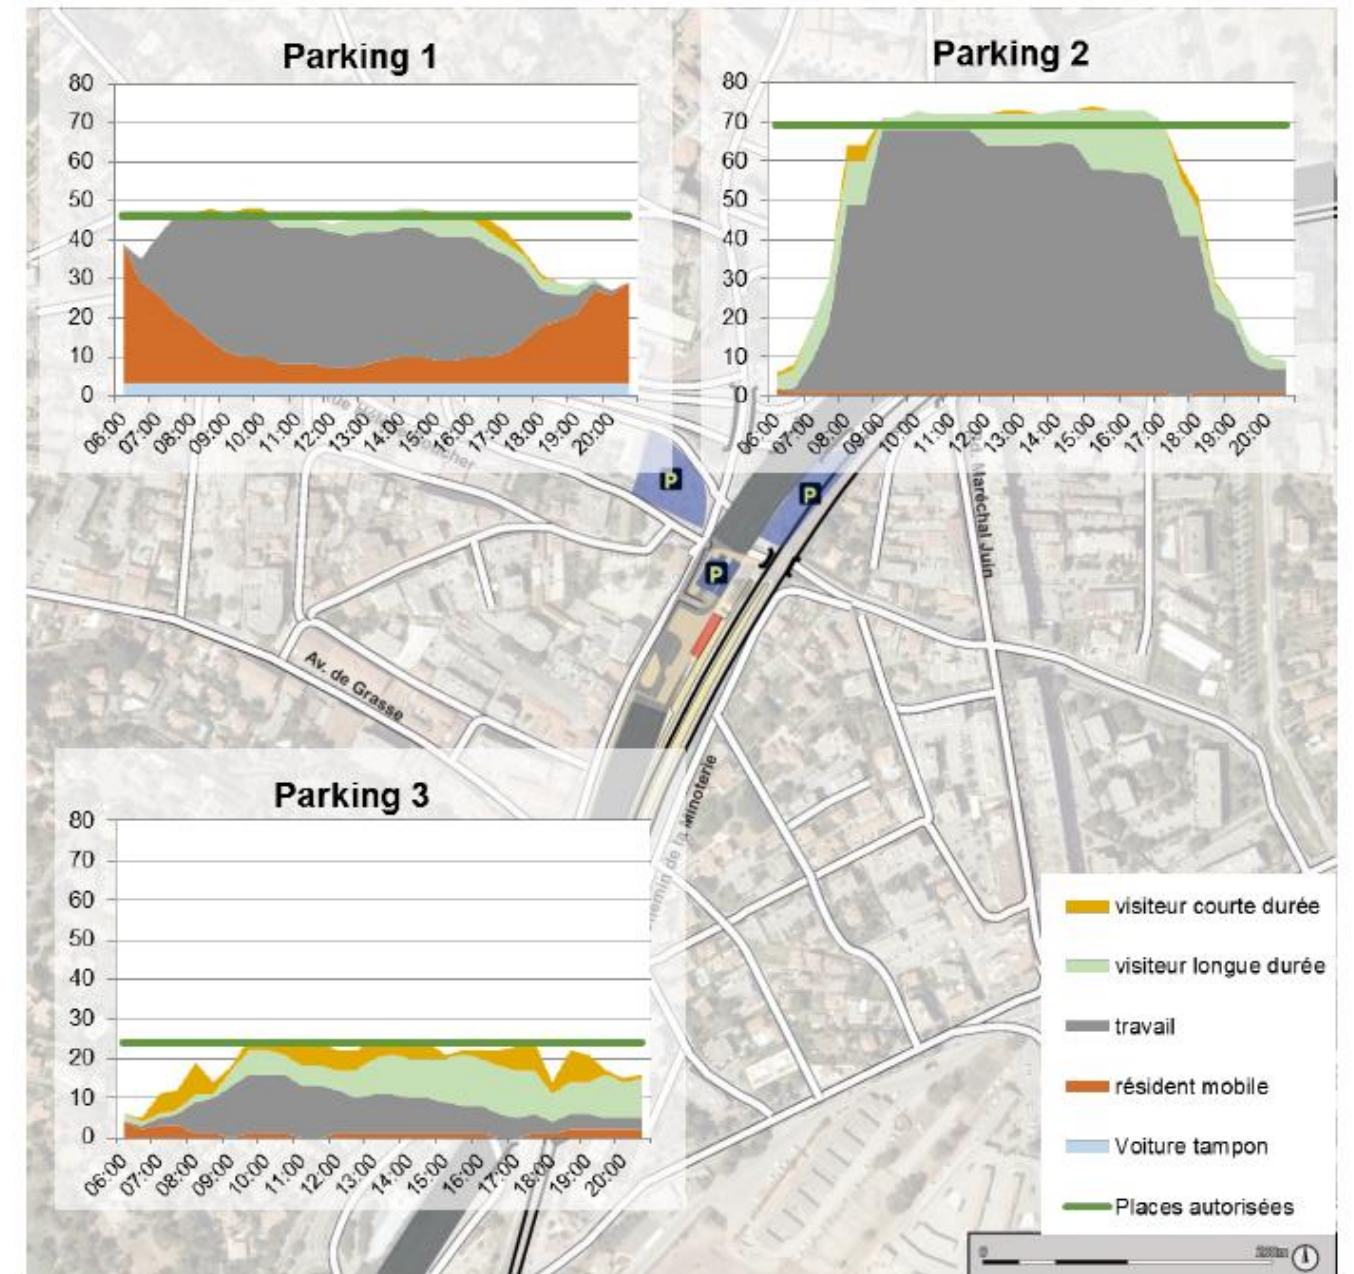 Parking 1
80
70
60
50
40
30
20
10
0
06:00 07:00 08:00 09:00 10:00 11:00 12:00 13:00 14:00 15:00 16:00 17:00 18:00 19:00 20:00
Parking 2
80
70
60
50
40
30
20
10
0
06:00 07:00 08:00 09:00 10:00 11:00 12:00 13:00 14:00 15:00 16:00 17:00 18:00 19:00 20:00
P
P
P
Maréchal Juin
Av. de Grasse
Chemin de la Minoterie
Parking 3
80
70
60
50
40
30
20
10
0
06:00 07:00 08:00 09:00 10:00 11:00 12:00 13:00 14:00 15:00 16:00 17:00 18:00 19:00 20:00
visiteur courte durée
visiteur longue durée
travail
résident mobile
Voiture tampon
Places autorisées
0